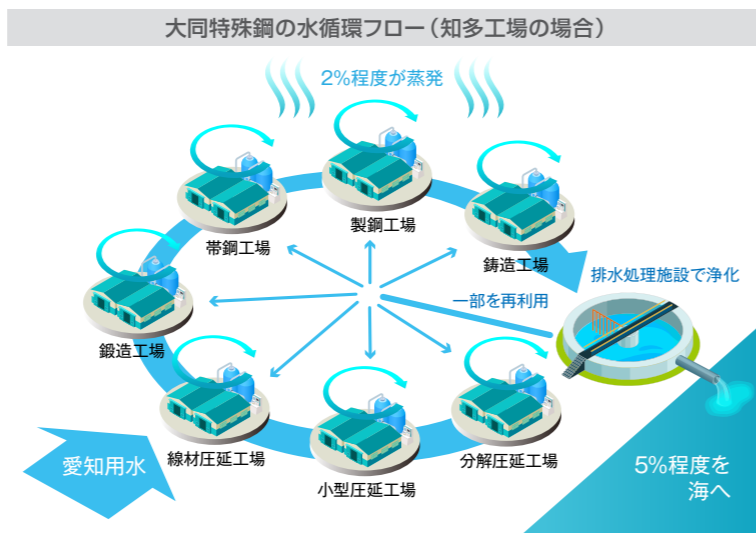 大同特殊鋼の水循環フロー（知多工場の場合）
2%程度が蒸発
製鋼工場
帯鋼工場
鋳造工場
排水処理施設で浄化
一部を再利用
鍛造工場
線材圧延工場
分解圧延工場
小型圧延工場
愛知用水
5%程度を
海へ